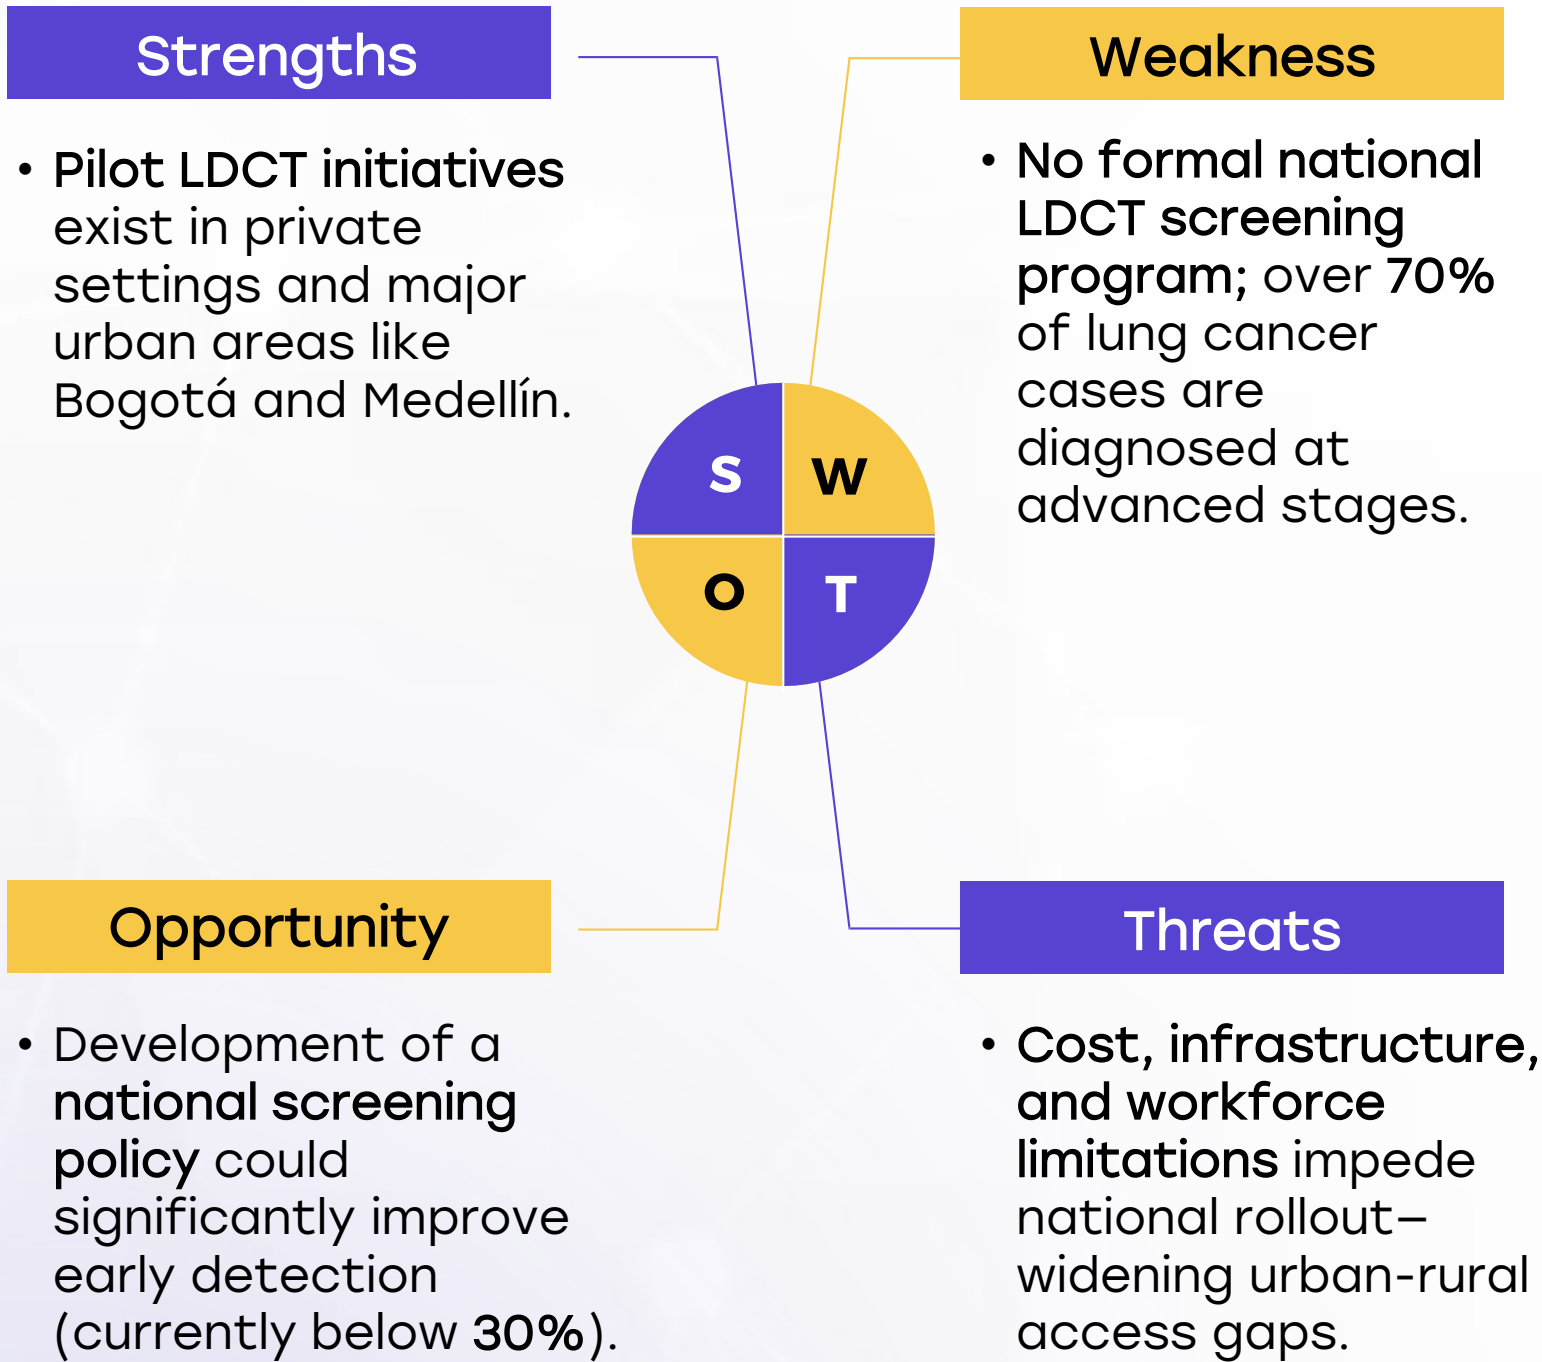 Strengths
• Pilot LDCT initiatives
exist in private
settings and major
urban areas like
Bogotá and Medellín.
Weakness
• No formal national
LDCT screening
program; over 70%
of lung cancer
cases are
diagnosed at
advanced stages.
S
W
O
T
Opportunity
• Development of a
national screening
policy could
significantly improve
early detection
(currently below 30%).
Threats
• Cost, infrastructure,
and workforce
limitations impede
national rollout—
widening urban-rural
access gaps.